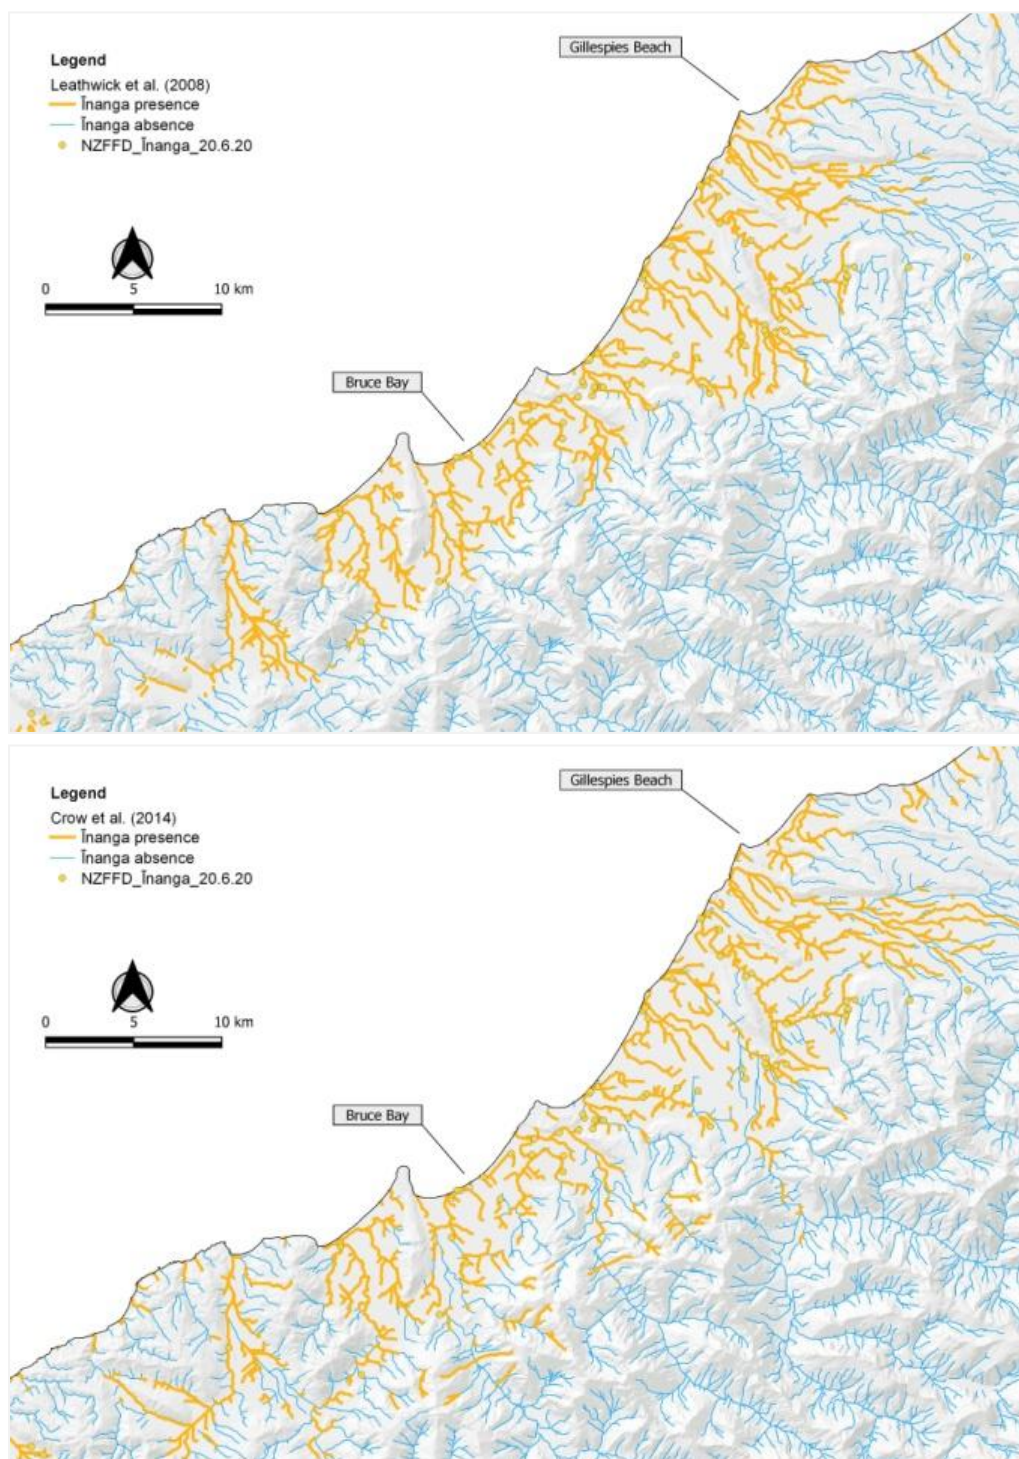 Gillespies Beach
Legend
Leathwick et al. (2008)
Īnanga presence
Īnanga absence
NZFFD_Īnanga_20.6.20
0 5 10 km
Bruce Bay
Gillespies Beach
Legend
Crow et al. (2014)
Īnanga presence
Īnanga absence
NZFFD_Īnanga_20.6.20
0 5 10 km
Bruce Bay